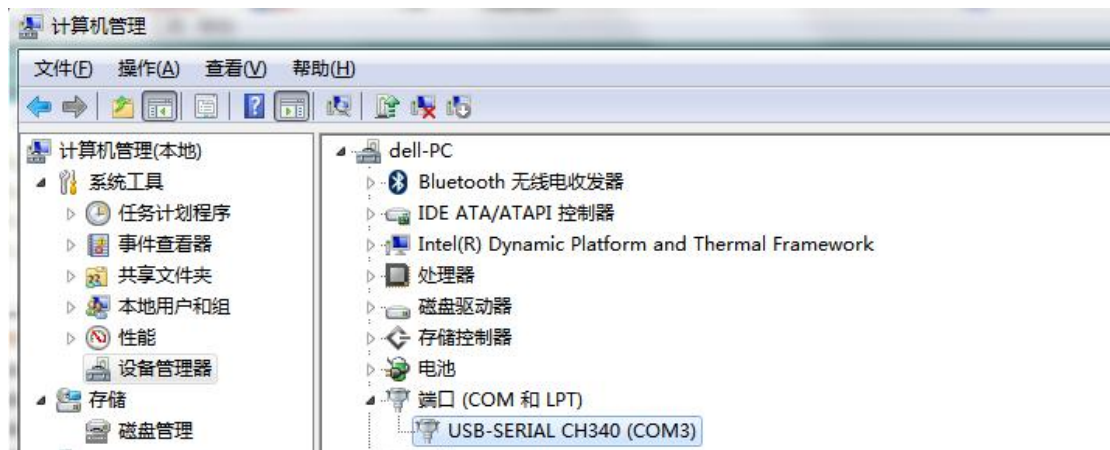 计算机管理
文件(F) 操作(A) 查看(V) 帮助(H)
计算机管理(本地)
系统工具
任务计划程序
事件查看器
共享文件夹
本地用户和组
性能
设备管理器
存储
磁盘管理
dell-PC
Bluetooth 无线电收发器
IDE ATA/ATAPI 控制器
Intel(R) Dynamic Platform and Thermal Framework
处理器
磁盘驱动器
存储控制器
电池
端口 (COM 和 LPT)
USB-SERIAL CH340 (COM3)